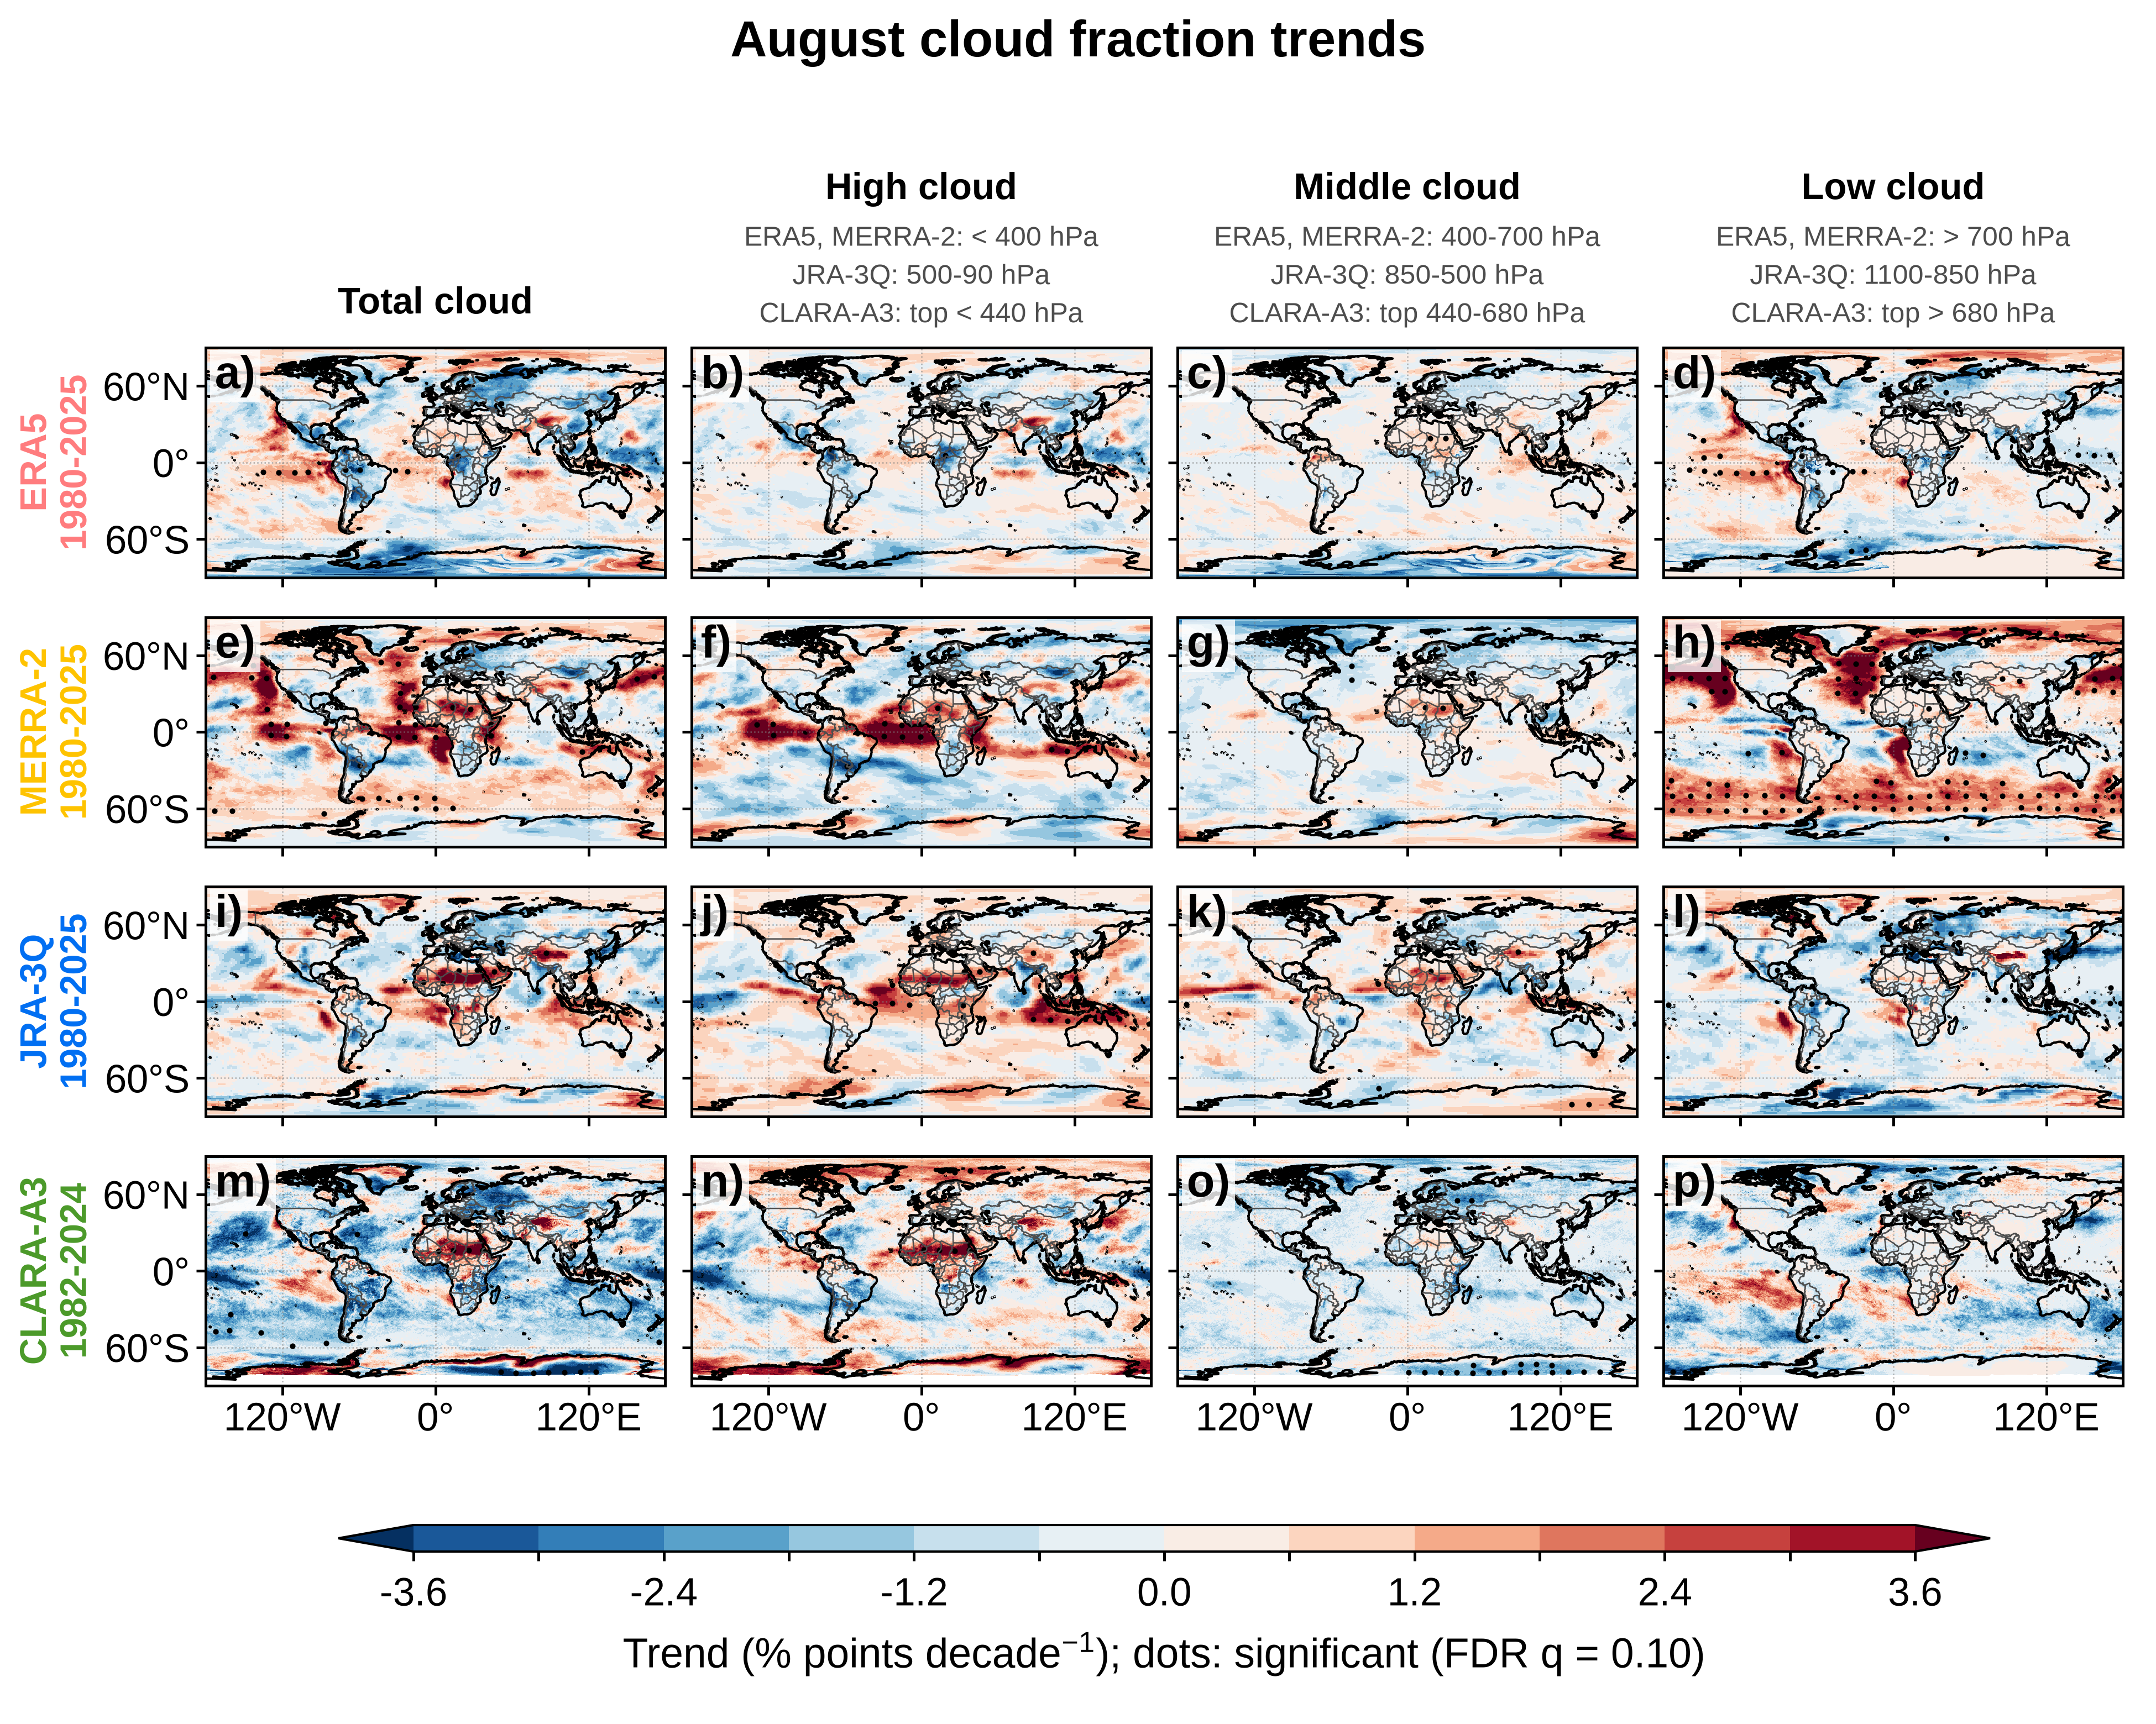 August cloud fraction trends
Total cloud
High cloud
ERA5, MERRA-2: < 400 hPa
JRA-3Q: 500-90 hPa
CLARA-A3: top < 440 hPa
Middle cloud
ERA5, MERRA-2: 400-700 hPa
JRA-3Q: 850-500 hPa
CLARA-A3: top 440-680 hPa
Low cloud
ERA5, MERRA-2: > 700 hPa
JRA-3Q: 1100-850 hPa
CLARA-A3: top > 680 hPa
ERA5
1980-2025
60°N
0°
60°S
a)
b)
c)
d)
MERRA-2
1980-2025
60°N
0°
60°S
e)
f)
g)
h)
JRA-3Q
1980-2025
60°N
0°
60°S
i)
j)
k)
l)
CLARA-A3
1982-2024
60°N
0°
60°S
m)
n)
o)
p)
120°W 0° 120°E
120°W 0° 120°E
120°W 0° 120°E
120°W 0° 120°E
-3.6 -2.4 -1.2 0.0 1.2 2.4 3.6
Trend (% points decade⁻¹); dots: significant (FDR q = 0.10)